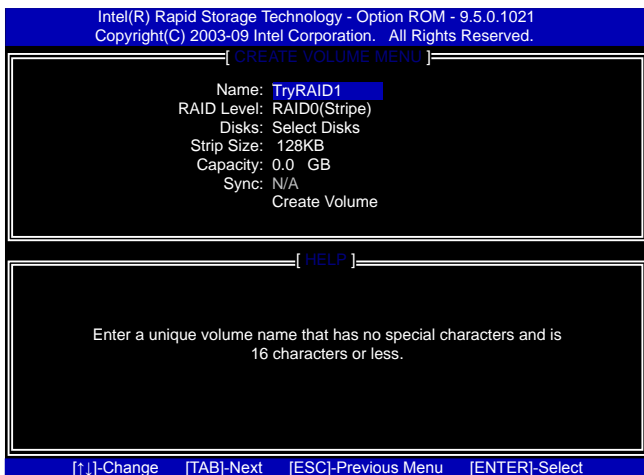 Intel(R) Rapid Storage Technology - Option ROM - 9.5.0.1021
Copyright(C) 2003-09 Intel Corporation. All Rights Reserved.
[ CREATE VOLUME MENU ]
Name: TryRAID1
RAID Level: RAID0(Stripe)
Disks: Select Disks
Strip Size: 128KB
Capacity: 0.0 GB
Sync: N/A
Create Volume
[ HELP ]
Enter a unique volume name that has no special characters and is
16 characters or less.
[↑↓]-Change [TAB]-Next [ESC]-Previous Menu [ENTER]-Select